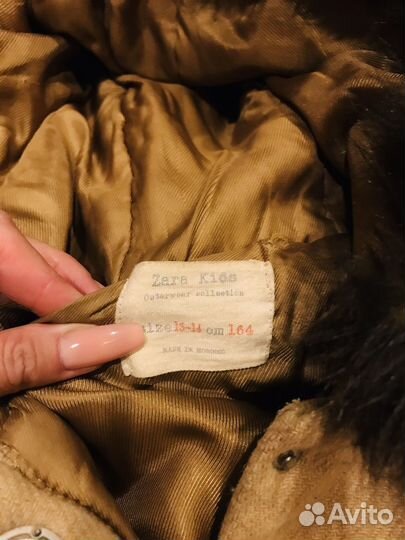 Zara Kids
Outerwear collection
size 13-14 cm 164
MADE IN MOROCCO
Avito